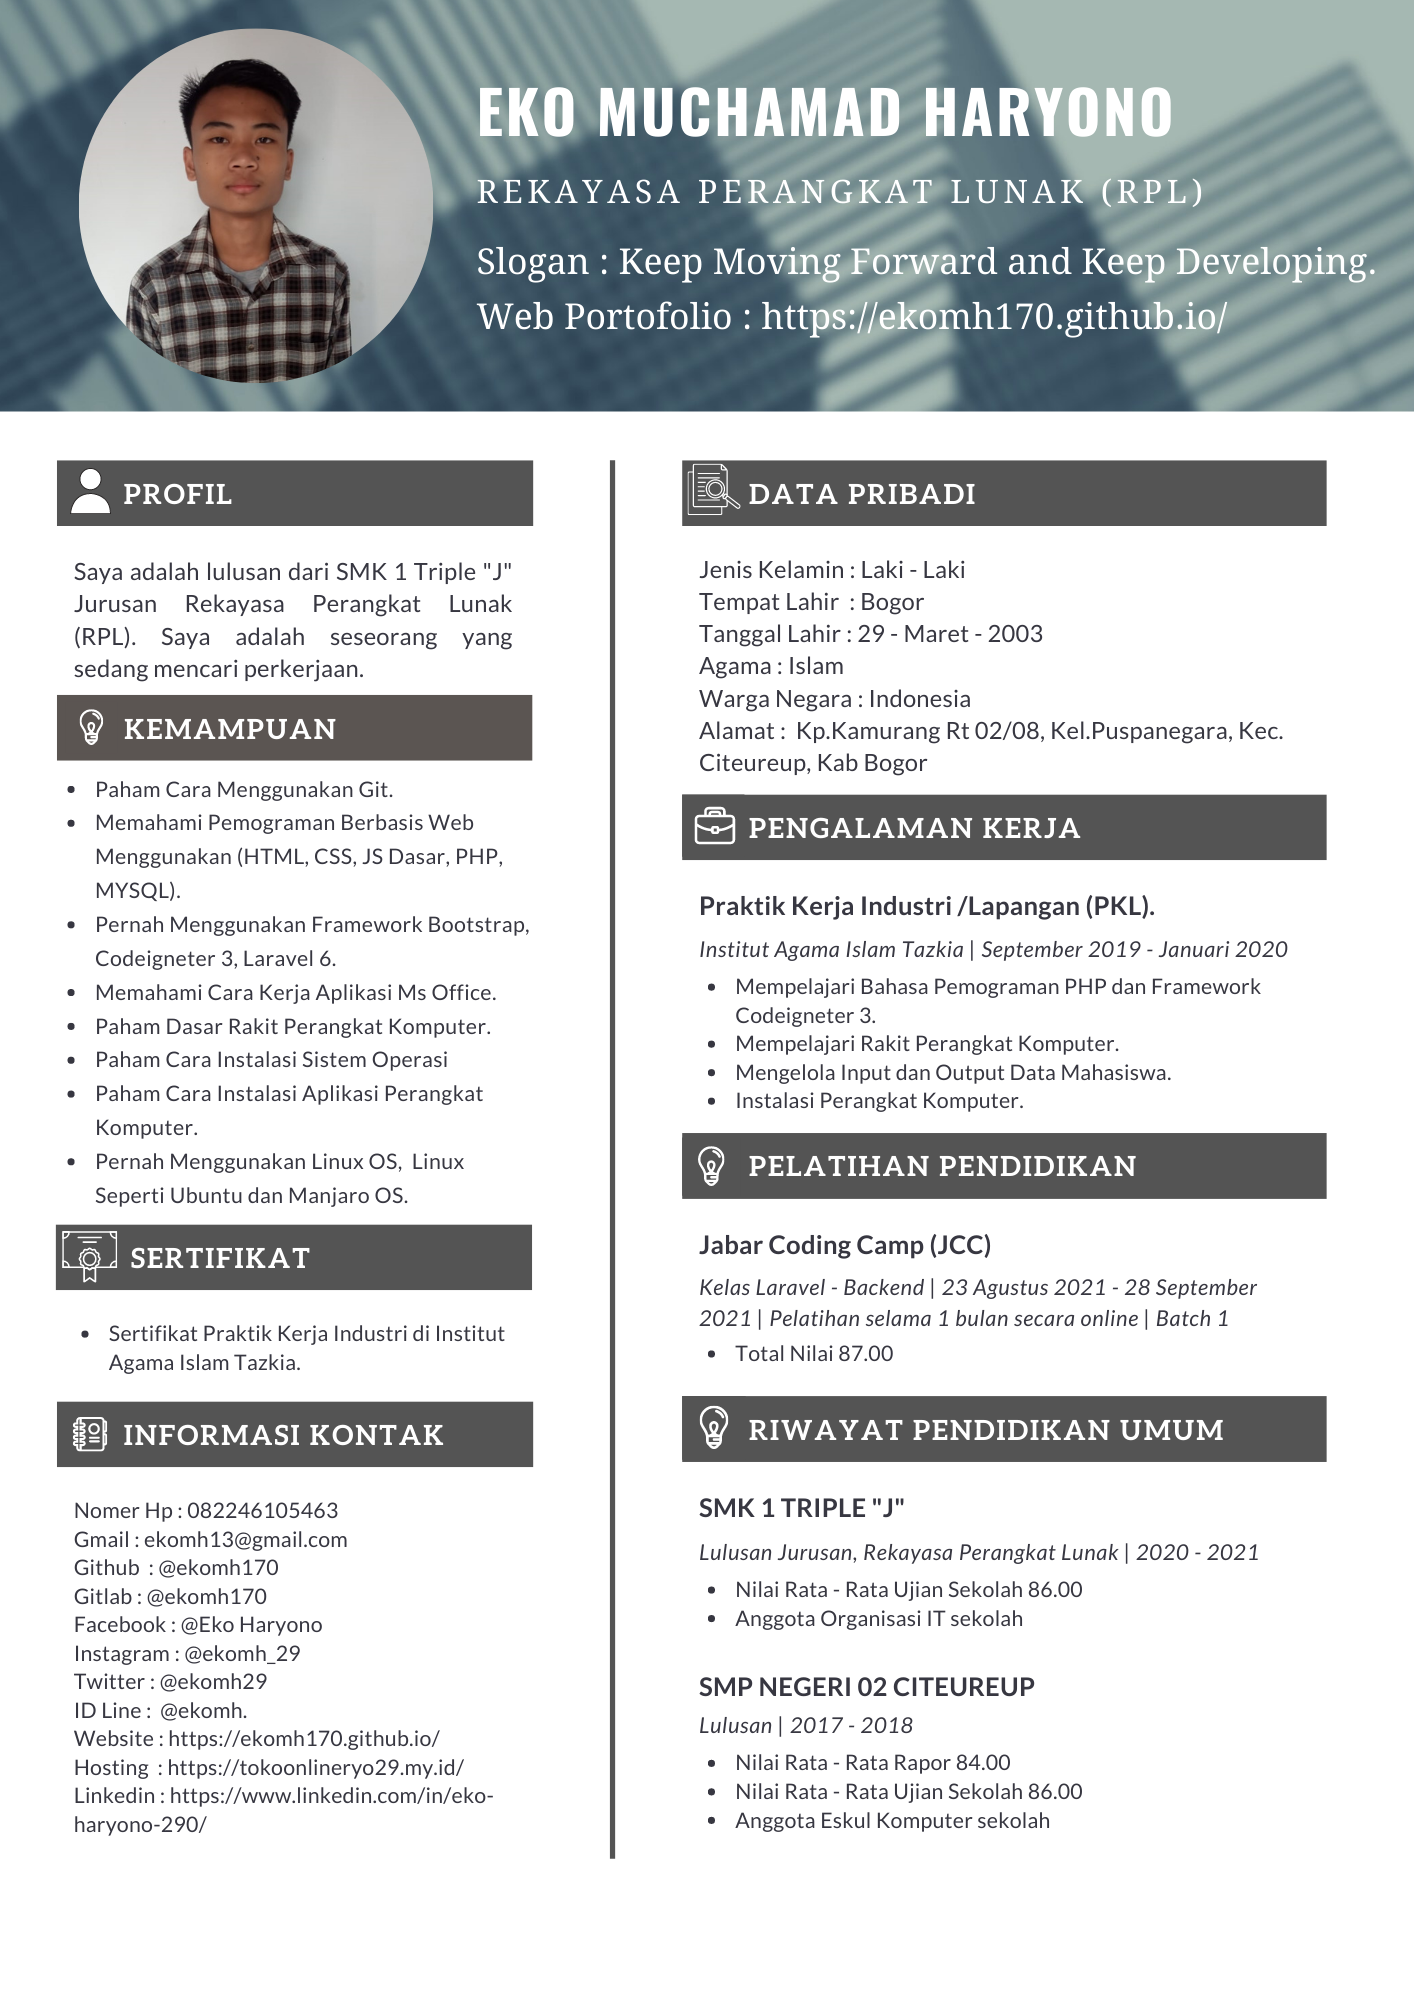 EKO MUCHAMAD HARYONO
REKAYASA PERANGKAT LUNAK (RPL)
Slogan : Keep Moving Forward and Keep Developing.
Web Portofolio : https://ekomh170.github.io/
PROFIL
Saya adalah lulusan dari SMK 1 Triple "J"
Jurusan Rekayasa Perangkat Lunak
(RPL). Saya adalah seseorang yang
sedang mencari perkerjaan.
KEMAMPUAN
• Paham Cara Menggunakan Git.
• Memahami Pemograman Berbasis Web
Menggunakan (HTML, CSS, JS Dasar, PHP,
MYSQL).
• Pernah Menggunakan Framework Bootstrap,
Codeigneter 3, Laravel 6.
• Memahami Cara Kerja Aplikasi Ms Office.
• Paham Dasar Rakit Perangkat Komputer.
• Paham Cara Instalasi Sistem Operasi
• Paham Cara Instalasi Aplikasi Perangkat
Komputer.
• Pernah Menggunakan Linux OS, Linux
Seperti Ubuntu dan Manjaro OS.
SERTIFIKAT
• Sertifikat Praktik Kerja Industri di Institut
Agama Islam Tazkia.
INFORMASI KONTAK
Nomer Hp : 082246105463
Gmail : ekomh13@gmail.com
Github : @ekomh170
Gitlab : @ekomh170
Facebook : @Eko Haryono
Instagram : @ekomh_29
Twitter : @ekomh29
ID Line : @ekomh.
Website : https://ekomh170.github.io/
Hosting : https://tokoonlineryo29.my.id/
Linkedin : https://www.linkedin.com/in/eko-
haryono-290/
DATA PRIBADI
Jenis Kelamin : Laki - Laki
Tempat Lahir : Bogor
Tanggal Lahir : 29 - Maret - 2003
Agama : Islam
Warga Negara : Indonesia
Alamat : Kp.Kamurang Rt 02/08, Kel.Puspanegara, Kec.
Citeureup, Kab Bogor
PENGALAMAN KERJA
Praktik Kerja Industri /Lapangan (PKL).
Institut Agama Islam Tazkia | September 2019 - Januari 2020
• Mempelajari Bahasa Pemograman PHP dan Framework
Codeigneter 3.
• Mempelajari Rakit Perangkat Komputer.
• Mengelola Input dan Output Data Mahasiswa.
• Instalasi Perangkat Komputer.
PELATIHAN PENDIDIKAN
Jabar Coding Camp (JCC)
Kelas Laravel - Backend | 23 Agustus 2021 - 28 September
2021 | Pelatihan selama 1 bulan secara online | Batch 1
• Total Nilai 87.00
RIWAYAT PENDIDIKAN UMUM
SMK 1 TRIPLE "J"
Lulusan Jurusan, Rekayasa Perangkat Lunak | 2020 - 2021
• Nilai Rata - Rata Ujian Sekolah 86.00
• Anggota Organisasi IT sekolah
SMP NEGERI 02 CITEUREUP
Lulusan | 2017 - 2018
• Nilai Rata - Rata Rapor 84.00
• Nilai Rata - Rata Ujian Sekolah 86.00
• Anggota Eskul Komputer sekolah